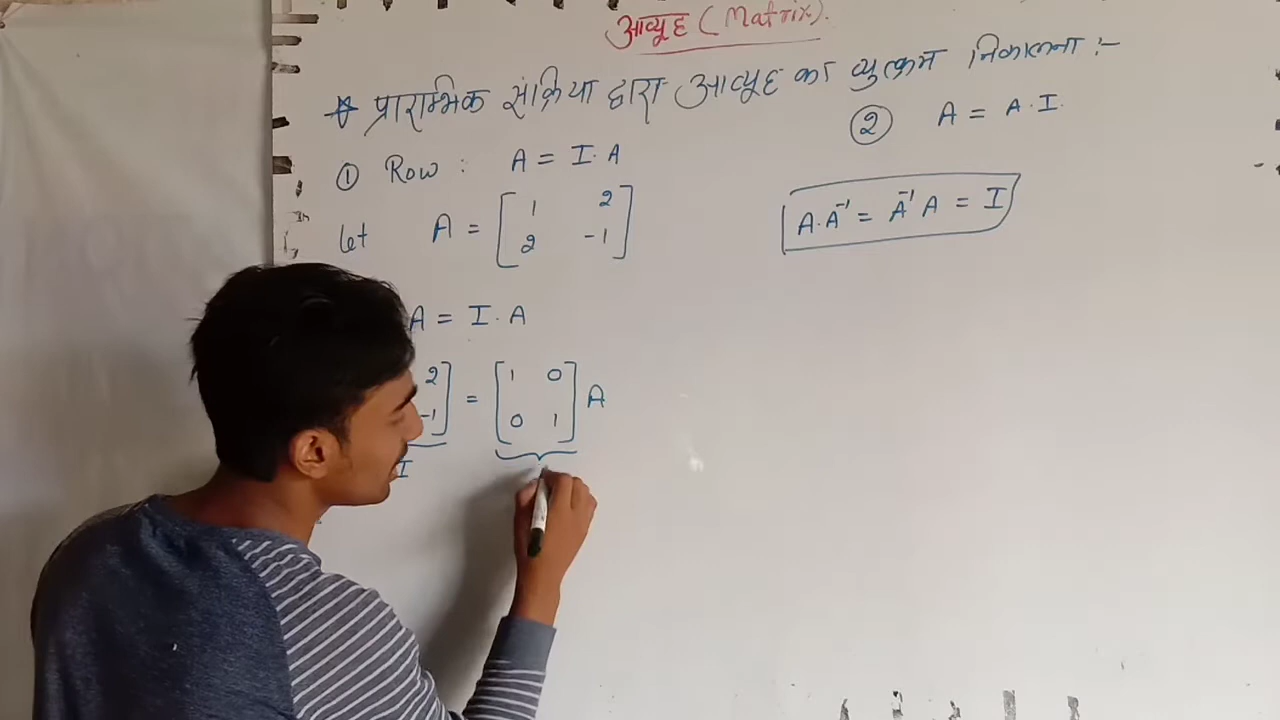 आव्यूह (Matrix).
* प्रारम्भिक संक्रिया द्वारा आव्यूह का व्युत्क्रम निकालना :-
① Row : A = I . A
② A = A . I .
let A = [ 1 2
2 -1 ]
A . A⁻¹ = A⁻¹ A = I
A = I . A
2 ] = [ 1 0
-1 ] 0 1 ] A
I